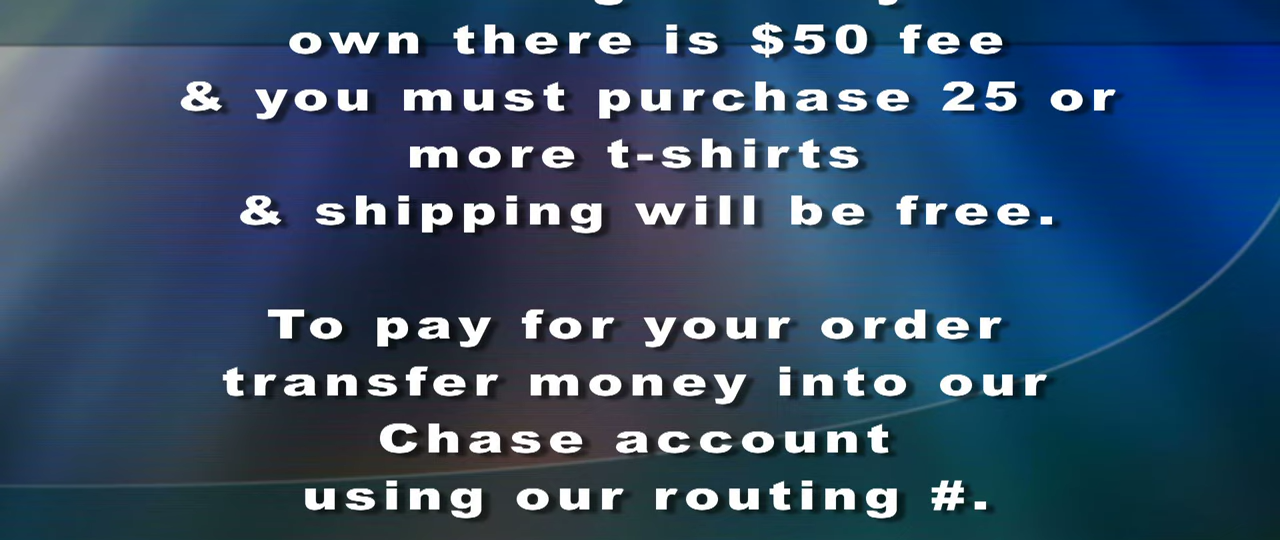 own there is $50 fee
& you must purchase 25 or
more t-shirts
& shipping will be free.
To pay for your order
transfer money into our
Chase account
using our routing #.